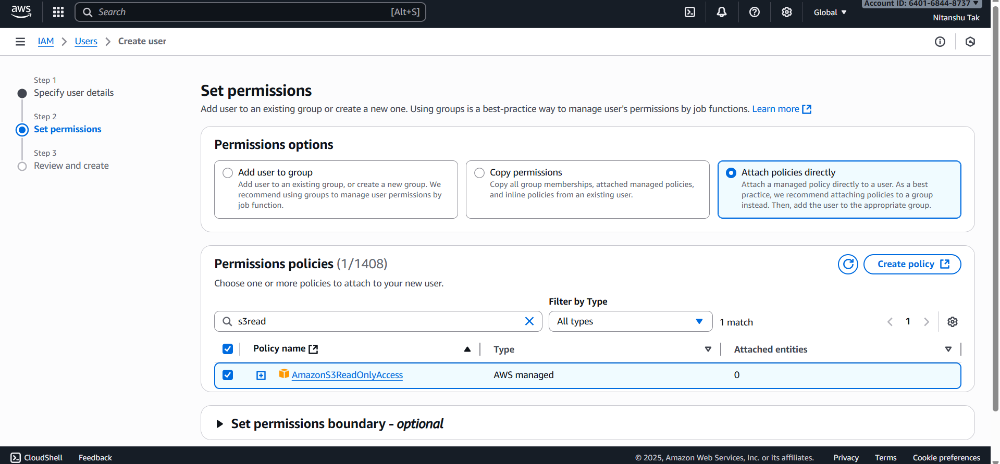 aws
Search [Alt+S]
Global
Account ID: 6401-6844-8737
Nitanshu Tak
IAM Users Create user
Step 1
Specify user details
Step 2
Set permissions
Step 3
Review and create
Set permissions
Add user to an existing group or create a new one. Using groups is a best-practice way to manage user's permissions by job functions. Learn more
Permissions options
Add user to group
Add user to an existing group, or create a new group. We
recommend using groups to manage user permissions by
job function.
Copy permissions
Copy all group memberships, attached managed policies,
and inline policies from an existing user.
Attach policies directly
Attach a managed policy directly to a user. As a best
practice, we recommend attaching policies to a group
instead. Then, add the user to the appropriate group.
Permissions policies (1/1408)
Create policy
Choose one or more policies to attach to your new user.
Filter by Type
s3read
All types
1 match
1
Policy name Type Attached entities
AmazonS3ReadOnlyAccess AWS managed 0
Set permissions boundary - optional
CloudShell Feedback © 2025, Amazon Web Services, Inc. or its affiliates. Privacy Terms Cookie preferences